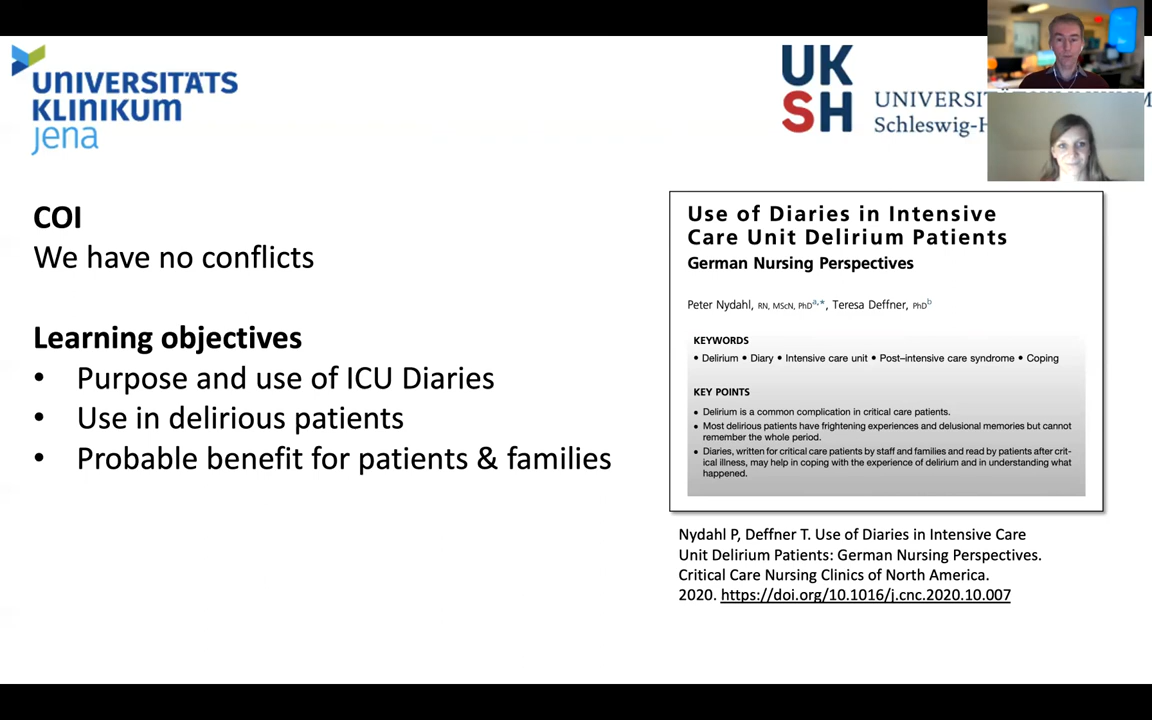 UNIVERSITÄTS
KLINIKUM
jena
UK
SH
UNIVERSI
Schleswig-H
COI
We have no conflicts
Learning objectives
• Purpose and use of ICU Diaries
• Use in delirious patients
• Probable benefit for patients & families
Use of Diaries in Intensive
Care Unit Delirium Patients
German Nursing Perspectives
Peter Nydahl, RN, MScN, PhDa,*, Teresa Deffner, PhDb
KEYWORDS
• Delirium • Diary • Intensive care unit • Post–intensive care syndrome • Coping
KEY POINTS
• Delirium is a common complication in critical care patients.
• Most delirious patients have frightening experiences and delusional memories but cannot
remember the whole period.
• Diaries, written for critical care patients by staff and families and read by patients after crit-
ical illness, may help in coping with the experience of delirium and in understanding what
happened.
Nydahl P, Deffner T. Use of Diaries in Intensive Care
Unit Delirium Patients: German Nursing Perspectives.
Critical Care Nursing Clinics of North America.
2020. https://doi.org/10.1016/j.cnc.2020.10.007